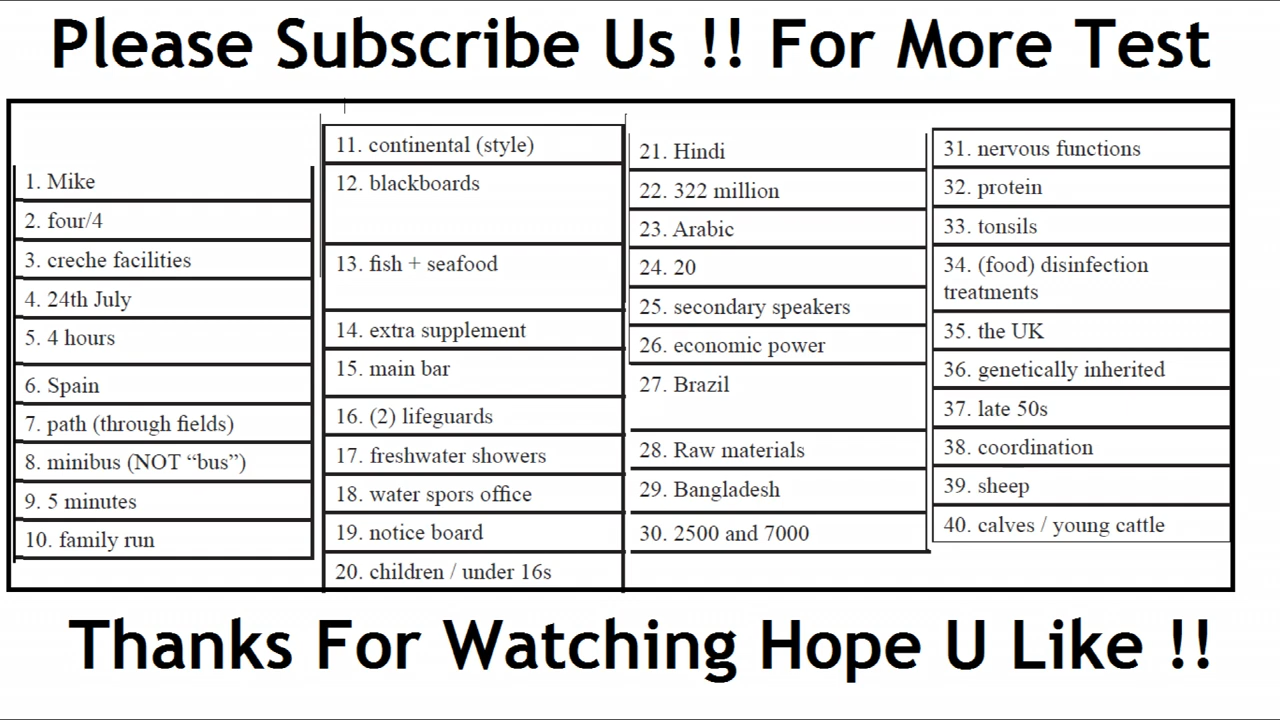 Please Subscribe Us !! For More Test
1. Mike
2. four/4
3. creche facilities
4. 24th July
5. 4 hours
6. Spain
7. path (through fields)
8. minibus (NOT “bus”)
9. 5 minutes
10. family run
11. continental (style)
12. blackboards
13. fish + seafood
14. extra supplement
15. main bar
16. (2) lifeguards
17. freshwater showers
18. water spors office
19. notice board
20. children / under 16s
21. Hindi
22. 322 million
23. Arabic
24. 20
25. secondary speakers
26. economic power
27. Brazil
28. Raw materials
29. Bangladesh
30. 2500 and 7000
31. nervous functions
32. protein
33. tonsils
34. (food) disinfection
treatments
35. the UK
36. genetically inherited
37. late 50s
38. coordination
39. sheep
40. calves / young cattle
Thanks For Watching Hope U Like !!